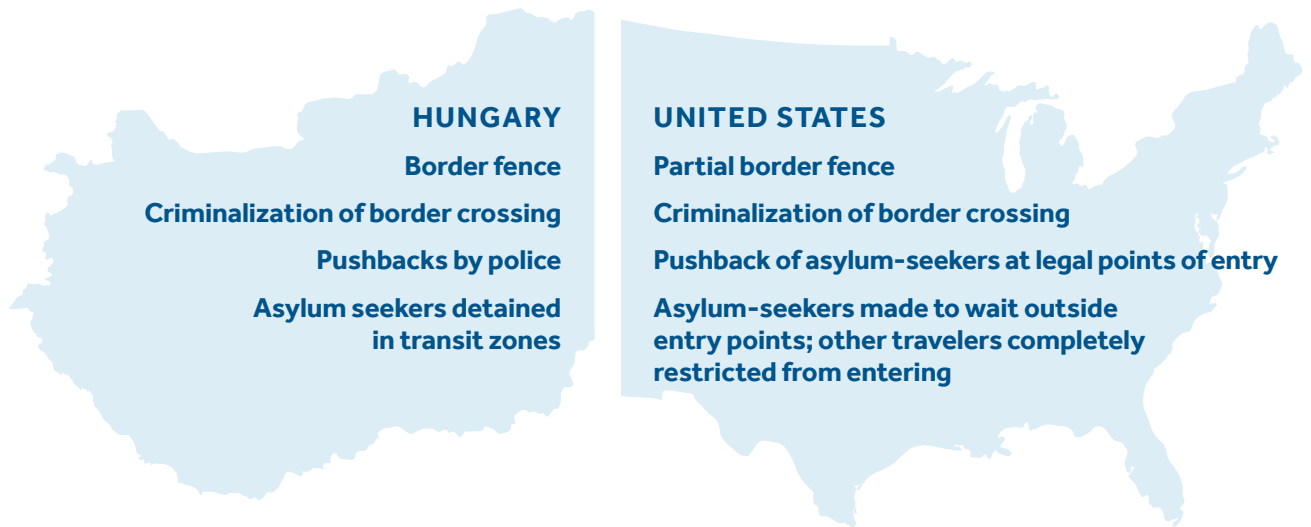 HUNGARY
Border fence
Criminalization of border crossing
Pushbacks by police
Asylum seekers detained
in transit zones
UNITED STATES
Partial border fence
Criminalization of border crossing
Pushback of asylum-seekers at legal points of entry
Asylum-seekers made to wait outside
entry points; other travelers completely
restricted from entering